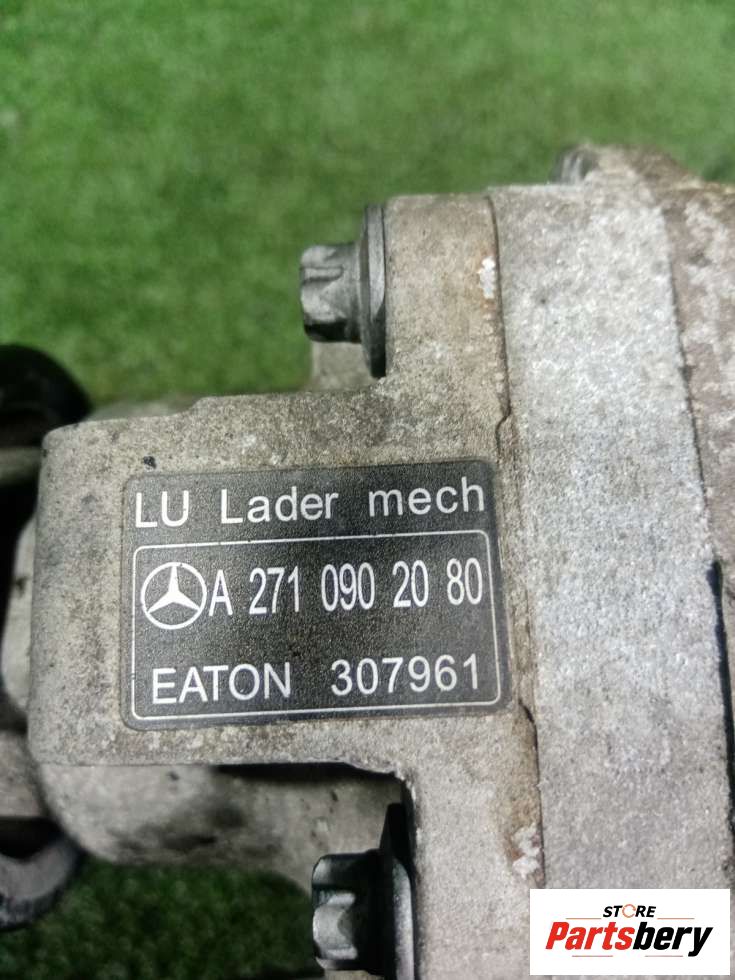 LU Lader mech
A 271 090 20 80
EATON 307961
STORE
Partsbery